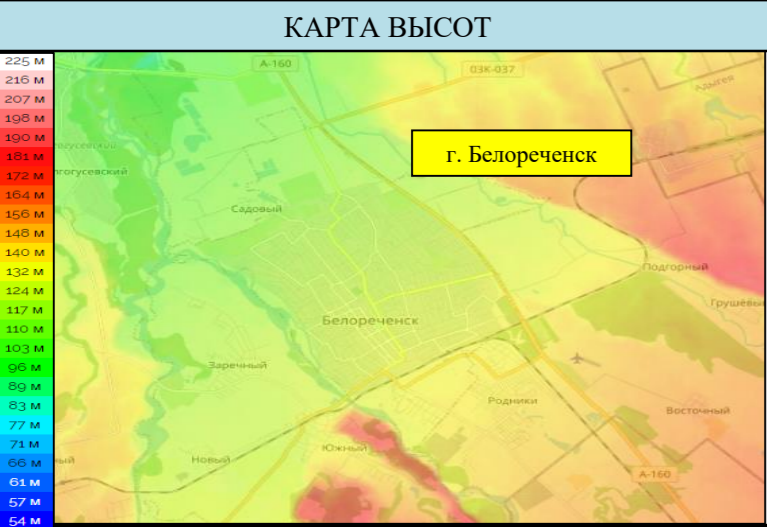 КАРТА ВЫСОТ
225 м
216 м
207 м
198 м
190 м
181 м
172 м
164 м
156 м
148 м
140 м
132 м
124 м
117 м
110 м
103 м
96 м
89 м
83 м
77 м
71 м
66 м
61 м
57 м
54 м
А-160
03К-037
Адыгея
г. Белореченск
Садовый
Подгорный
Белореченск
Заречный
Родники
Восточный
Южный
Новый
А-160